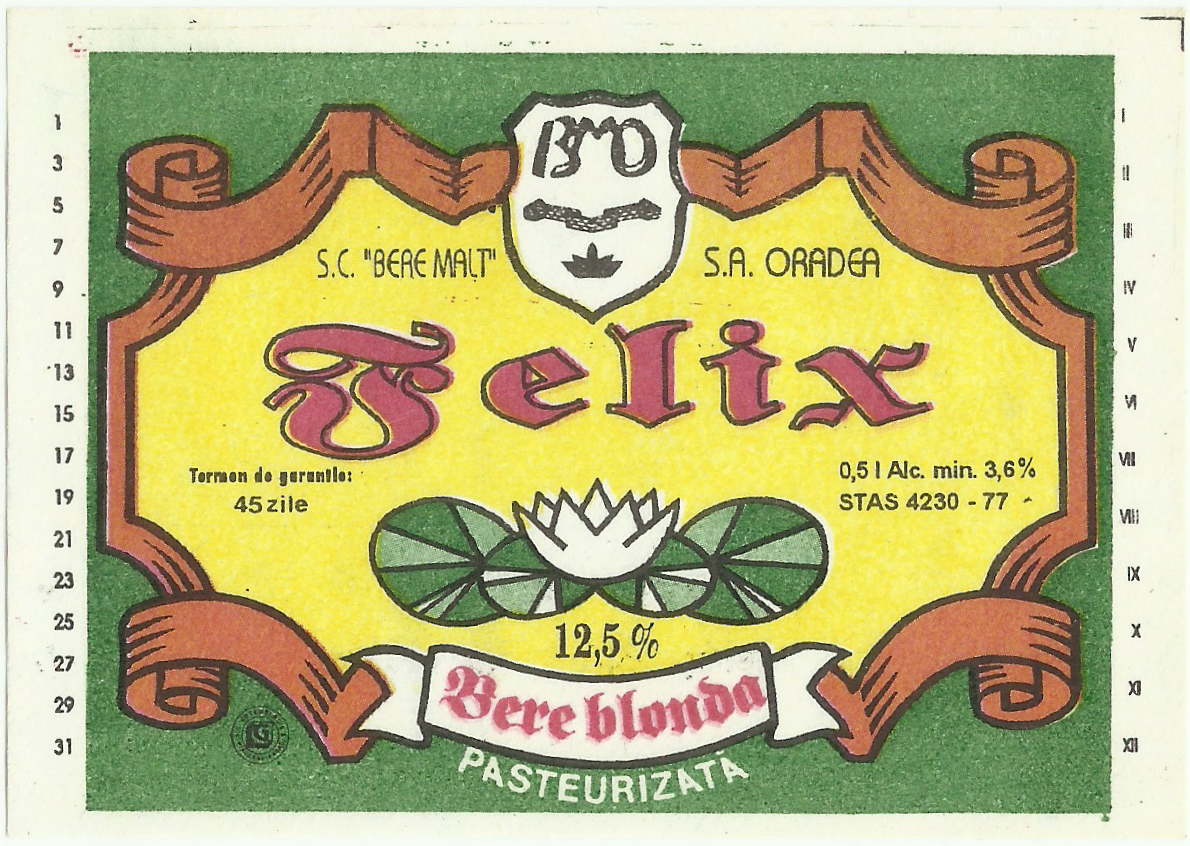 BMO
S.C. "BERE MALT" S.A. ORADEA
Felix
Termen de garantie:
45 zile
0,5 l Alc. min. 3,6%
STAS 4230 - 77
12,5 %
Bere blonda
PASTEURIZATĂ
1
3
5
7
9
11
13
15
17
19
21
23
25
27
29
31
I
II
III
IV
V
VI
VII
VIII
IX
X
XI
XII